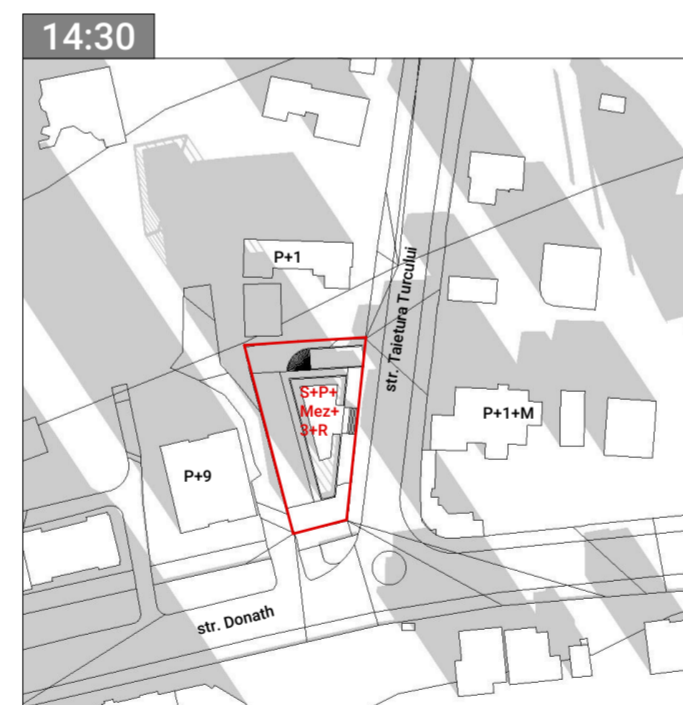 14:30
P+1
str. Taietura Turcului
S+P+
Mez+
3+R
P+1+M
P+9
str. Donath